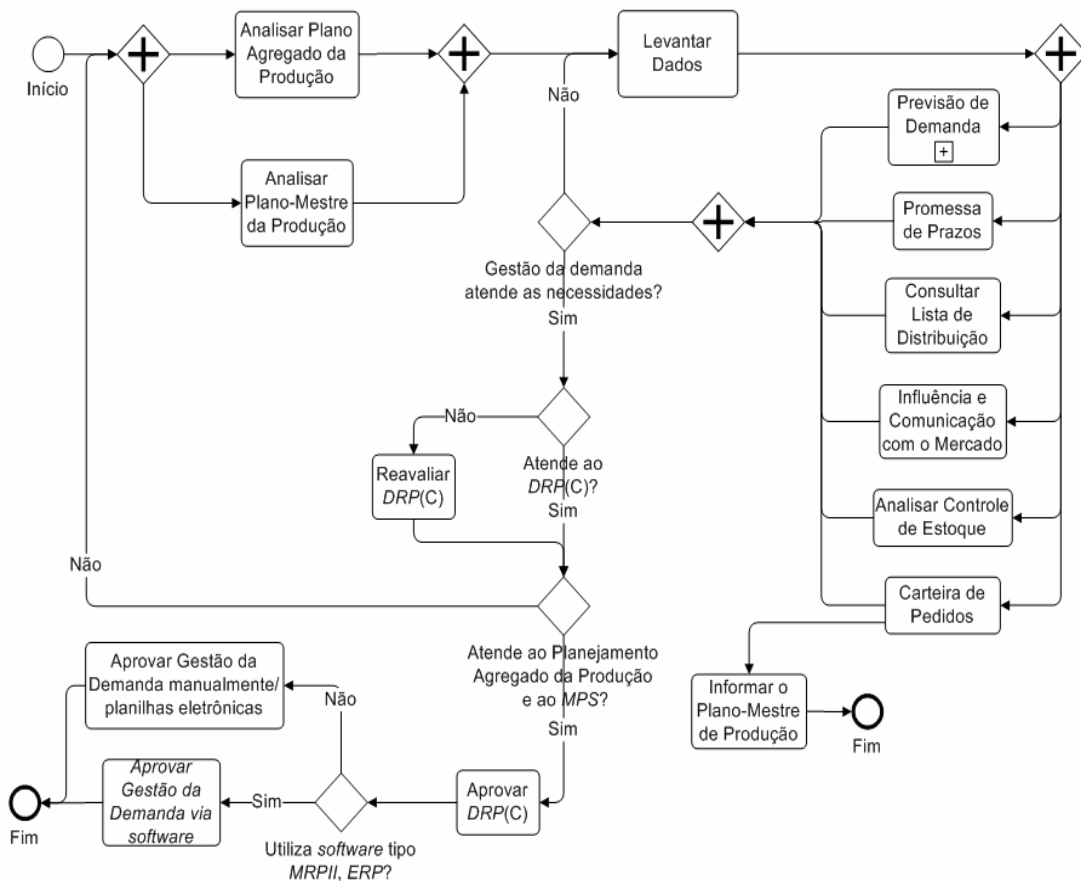 Início
Analisar Plano
Agregado da
Produção
Analisar
Plano-Mestre
da Produção
Levantar
Dados
Não
Previsão de
Demanda
+
Promessa
de Prazos
Consultar
Lista de
Distribuição
Influência e
Comunicação
com o Mercado
Analisar Controle
de Estoque
Carteira de
Pedidos
Informar o
Plano-Mestre
de Produção
Fim
Gestão da demanda
atende as necessidades?
Sim
Não
Reavaliar
DRP(C)
Atende ao
DRP(C)?
Sim
Não
Atende ao Planejamento
Agregado da Produção
e ao MPS?
Sim
Aprovar
DRP(C)
Utiliza software tipo
MRPII, ERP?
Não
Sim
Aprovar Gestão da
Demanda manualmente/
planilhas eletrônicas
Aprovar
Gestão da
Demanda via
software
Fim